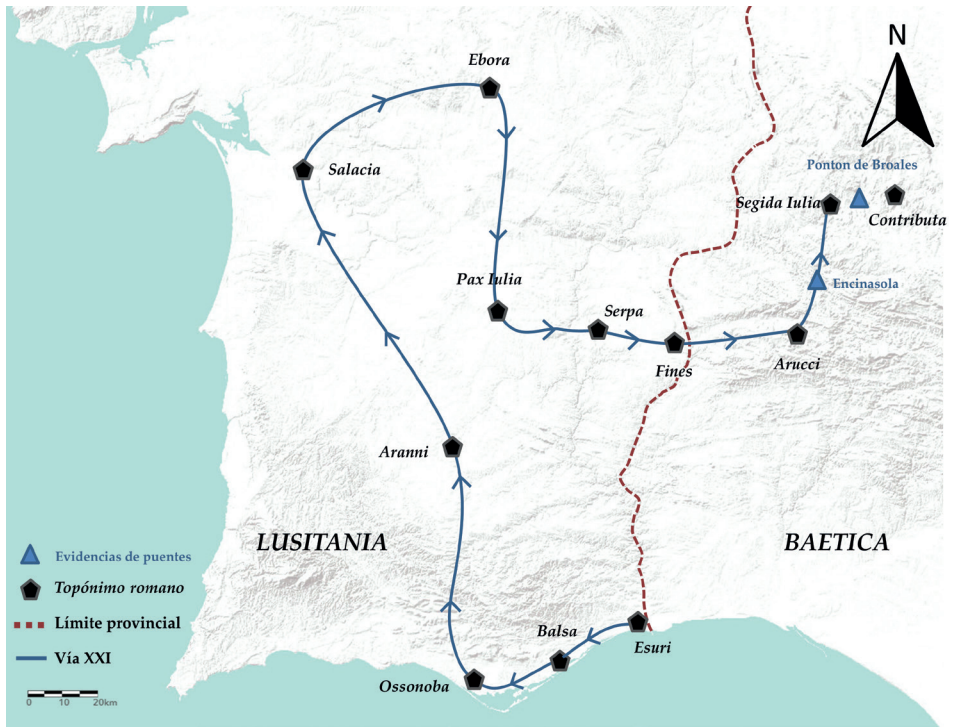 N
Ebora
Ponton de Broales
Salacia
Segida Iulia
Contributa
Pax Iulia
Encinasola
Serpa
Fines
Arucci
Aranni
LUSITANIA
BAETICA
Evidencias de puentes
Topónimo romano
Límite provincial
Balsa
Esuri
Vía XXI
Ossonoba
0 10 20km